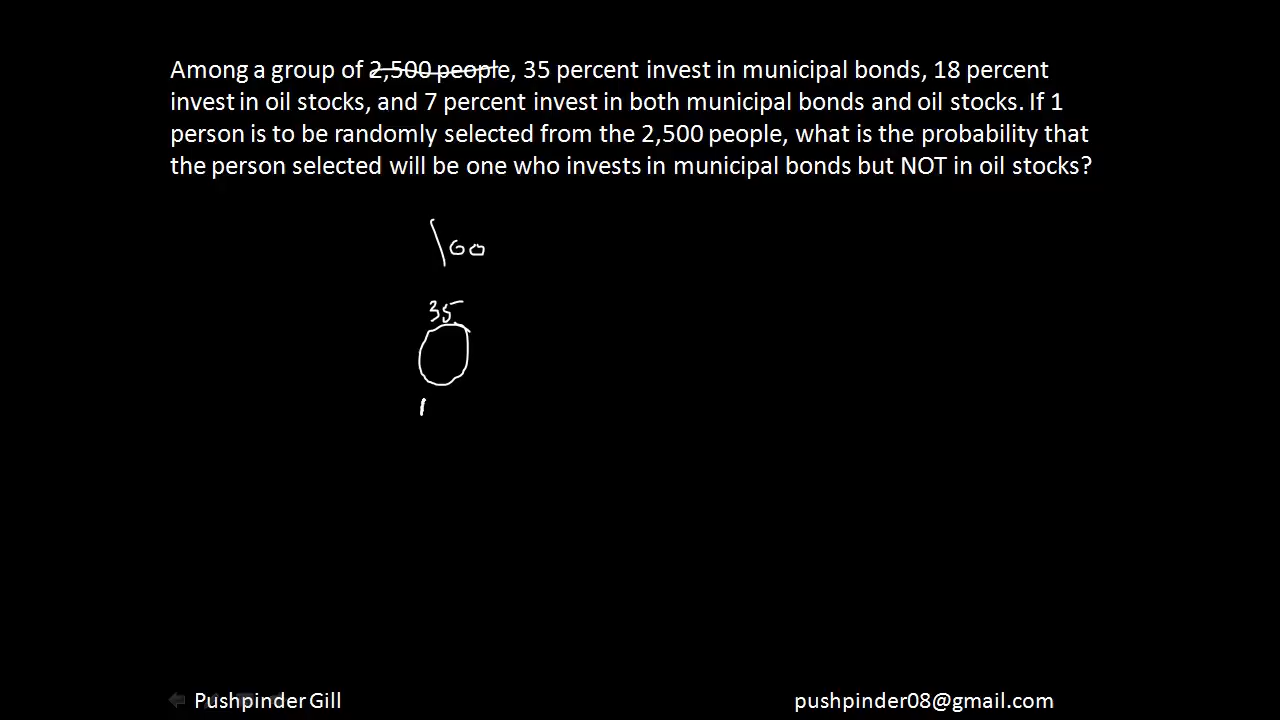 Among a group of 2,500 people, 35 percent invest in municipal bonds, 18 percent
invest in oil stocks, and 7 percent invest in both municipal bonds and oil stocks. If 1
person is to be randomly selected from the 2,500 people, what is the probability that
the person selected will be one who invests in municipal bonds but NOT in oil stocks?
100
35
1
Pushpinder Gill
pushpinder08@gmail.com